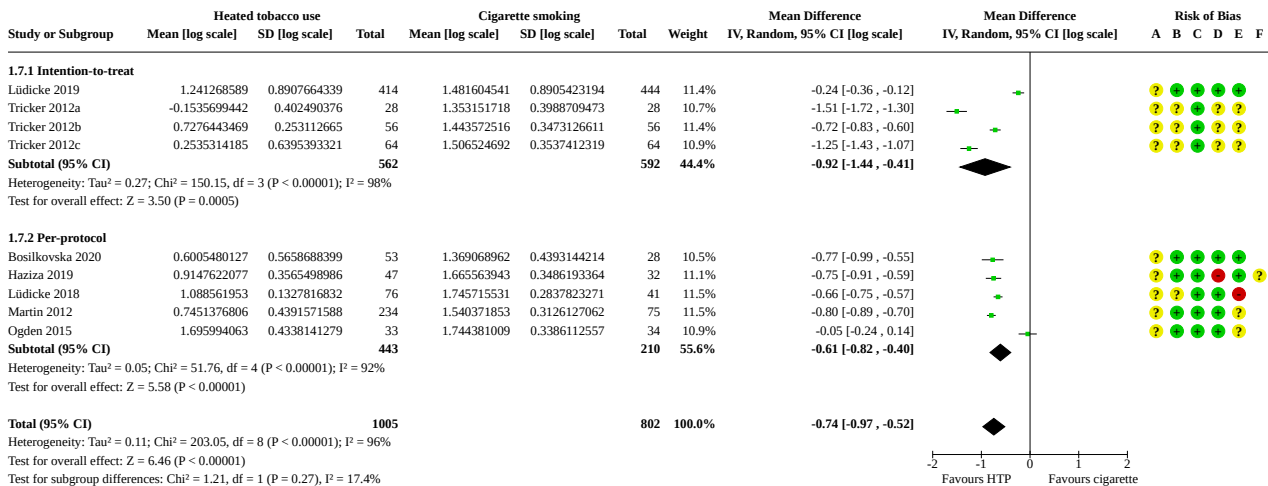 Heated tobacco use Cigarette smoking Mean Difference Mean Difference Risk of Bias
Study or Subgroup Mean [log scale] SD [log scale] Total Mean [log scale] SD [log scale] Total Weight IV, Random, 95% CI [log scale] IV, Random, 95% CI [log scale] A B C D E F
1.7.1 Intention-to-treat
Lüdicke 2019 1.241268589 0.8907664339 414 1.481604541 0.8905423194 444 11.4% -0.24 [-0.36 , -0.12] ? + + + +
Tricker 2012a -0.1535699442 0.402490376 28 1.353151718 0.3988709473 28 10.7% -1.51 [-1.72 , -1.30] ? ? + ? ?
Tricker 2012b 0.7276443469 0.253112665 56 1.443572516 0.3473126611 56 11.4% -0.72 [-0.83 , -0.60] ? ? + ? ?
Tricker 2012c 0.2535314185 0.6395393321 64 1.506524692 0.3537412319 64 10.9% -1.25 [-1.43 , -1.07] ? ? + ? ?
Subtotal (95% CI) 562 592 44.4% -0.92 [-1.44 , -0.41]
Heterogeneity: Tau² = 0.27; Chi² = 150.15, df = 3 (P < 0.00001); I² = 98%
Test for overall effect: Z = 3.50 (P = 0.0005)
1.7.2 Per-protocol
Bosilkovska 2020 0.6005480127 0.5658688399 53 1.369068962 0.4393144214 28 10.5% -0.77 [-0.99 , -0.55] ? + + + +
Haziza 2019 0.9147622077 0.3565498986 47 1.665563943 0.3486193364 32 11.1% -0.75 [-0.91 , -0.59] ? + + - + ?
Lüdicke 2018 1.088561953 0.1327816832 76 1.745715531 0.2837823271 41 11.5% -0.66 [-0.75 , -0.57] ? ? + + -
Martin 2012 0.7451376806 0.4391571588 234 1.540371853 0.3126127062 75 11.5% -0.80 [-0.89 , -0.70] ? + + + ?
Ogden 2015 1.695994063 0.4338141279 33 1.744381009 0.3386112557 34 10.9% -0.05 [-0.24 , 0.14] ? + + + ?
Subtotal (95% CI) 443 210 55.6% -0.61 [-0.82 , -0.40]
Heterogeneity: Tau² = 0.05; Chi² = 51.76, df = 4 (P < 0.00001); I² = 92%
Test for overall effect: Z = 5.58 (P < 0.00001)
Total (95% CI) 1005 802 100.0% -0.74 [-0.97 , -0.52]
Heterogeneity: Tau² = 0.11; Chi² = 203.05, df = 8 (P < 0.00001); I² = 96%
Test for overall effect: Z = 6.46 (P < 0.00001) -2 -1 0 1 2
Test for subgroup differences: Chi² = 1.21, df = 1 (P = 0.27), I² = 17.4% Favours HTP Favours cigarette